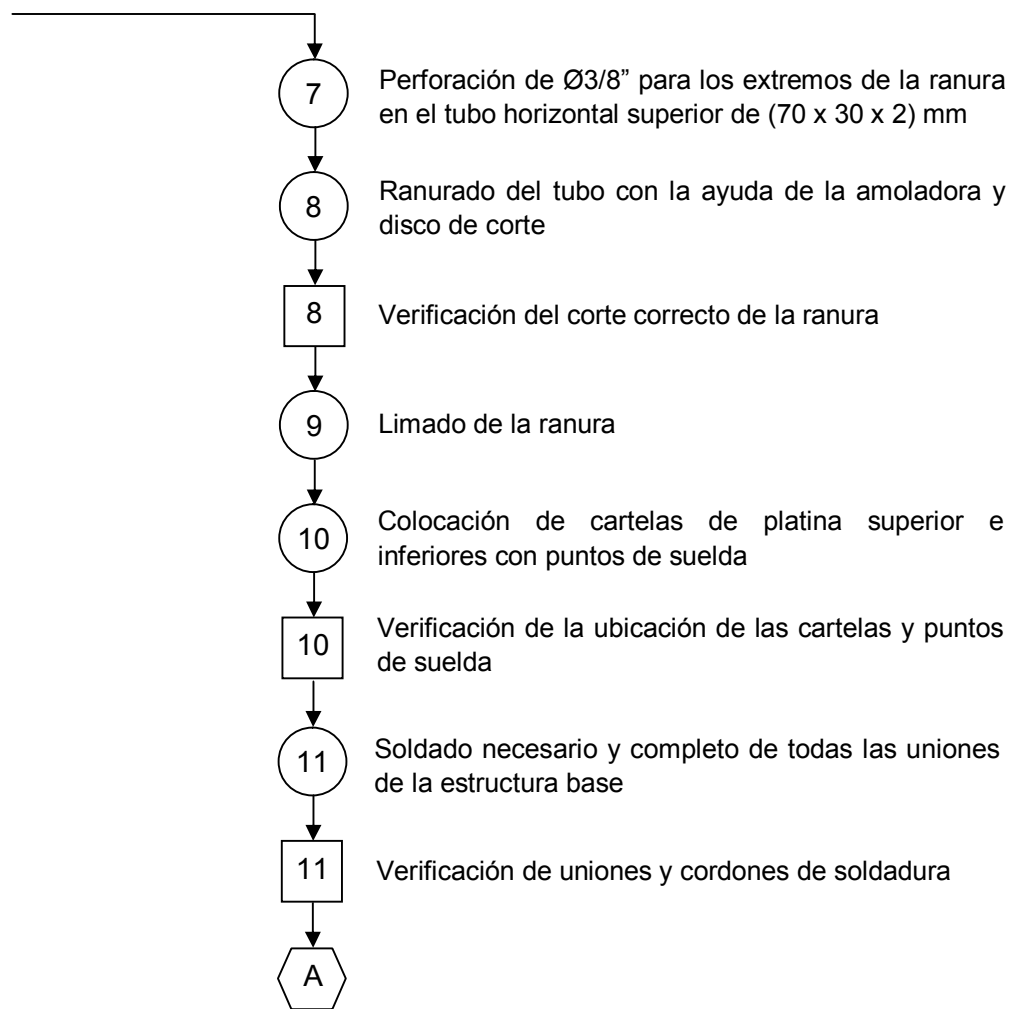 7
Perforación de Ø3/8” para los extremos de la ranura
en el tubo horizontal superior de (70 x 30 x 2) mm
8
Ranurado del tubo con la ayuda de la amoladora y
disco de corte
8
Verificación del corte correcto de la ranura
9
Limado de la ranura
10
Colocación de cartelas de platina superior e
inferiores con puntos de suelda
10
Verificación de la ubicación de las cartelas y puntos
de suelda
11
Soldado necesario y completo de todas las uniones
de la estructura base
11
Verificación de uniones y cordones de soldadura
A